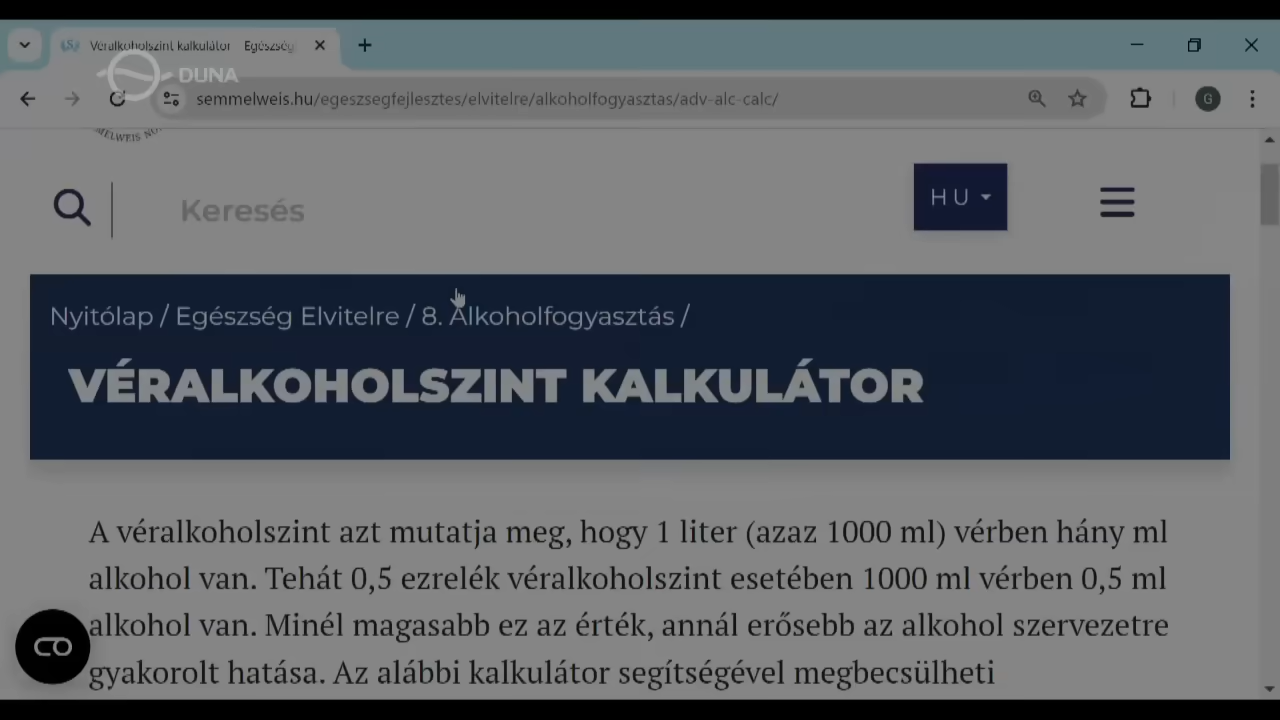 Véralkoholszint kalkulátor Egészség
DUNA
semmelweis.hu/egeszsegfejlesztes/elvitelre/alkoholfogyasztas/adv-alc-calc/
G
Keresés
HU
Nyitólap / Egészség Elvitelre / 8. Alkoholfogyasztás /
VÉRALKOHOLSZINT KALKULÁTOR
A véralkoholszint azt mutatja meg, hogy 1 liter (azaz 1000 ml) vérben hány ml
alkohol van. Tehát 0,5 ezrelék véralkoholszint esetében 1000 ml vérben 0,5 ml
alkohol van. Minél magasabb ez az érték, annál erősebb az alkohol szervezetre
gyakorolt hatása. Az alábbi kalkulátor segítségével megbecsülheti